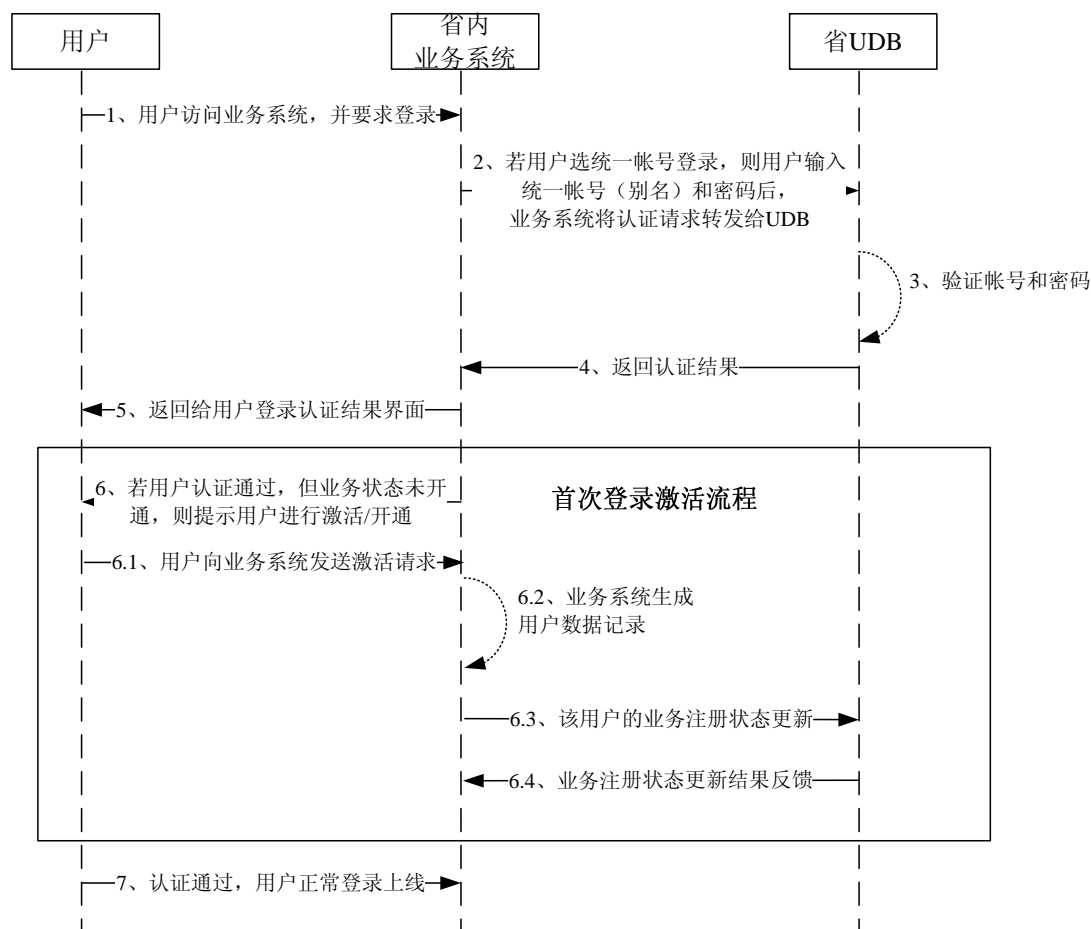 用户
省内
业务系统
省UDB
1、用户访问业务系统，并要求登录
2、若用户选统一帐号登录，则用户输入
统一帐号（别名）和密码后，
业务系统将认证请求转发给UDB
3、验证帐号和密码
4、返回认证结果
5、返回给用户登录认证结果界面
6、若用户认证通过，但业务状态未开
通，则提示用户进行激活/开通
首次登录激活流程
6.1、用户向业务系统发送激活请求
6.2、业务系统生成
用户数据记录
6.3、该用户的业务注册状态更新
6.4、业务注册状态更新结果反馈
7、认证通过，用户正常登录上线